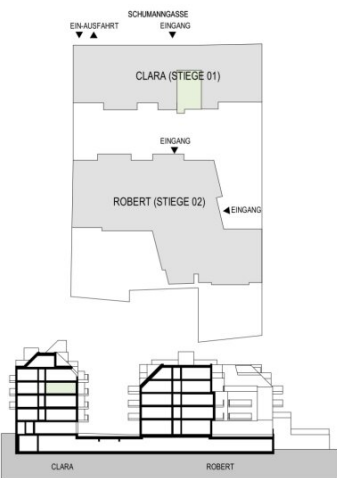 SCHUMANNGASSE
EIN-AUSFAHRT EINGANG
CLARA (STIEGE 01)
EINGANG
ROBERT (STIEGE 02)
EINGANG
CLARA ROBERT